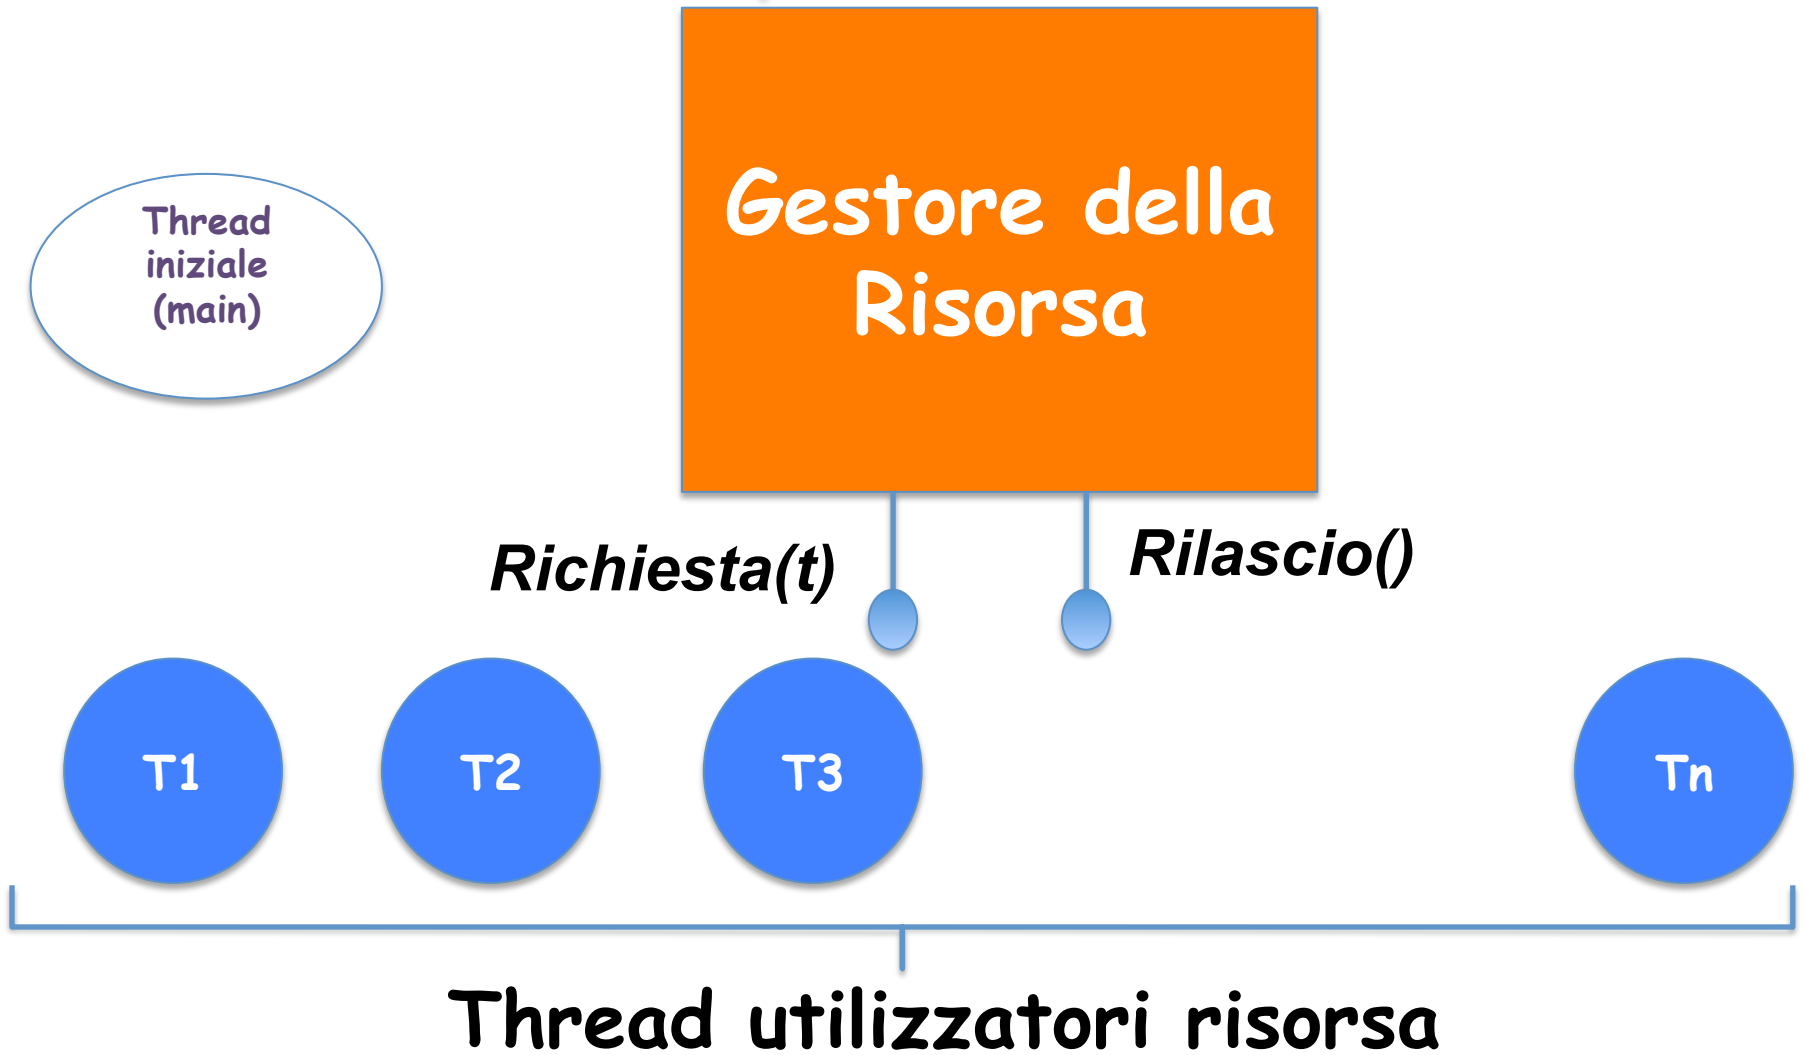 Gestore della
Risorsa
Thread
iniziale
(main)
Richiesta(t)
Rilascio()
T1
T2
T3
Tn
Thread utilizzatori risorsa